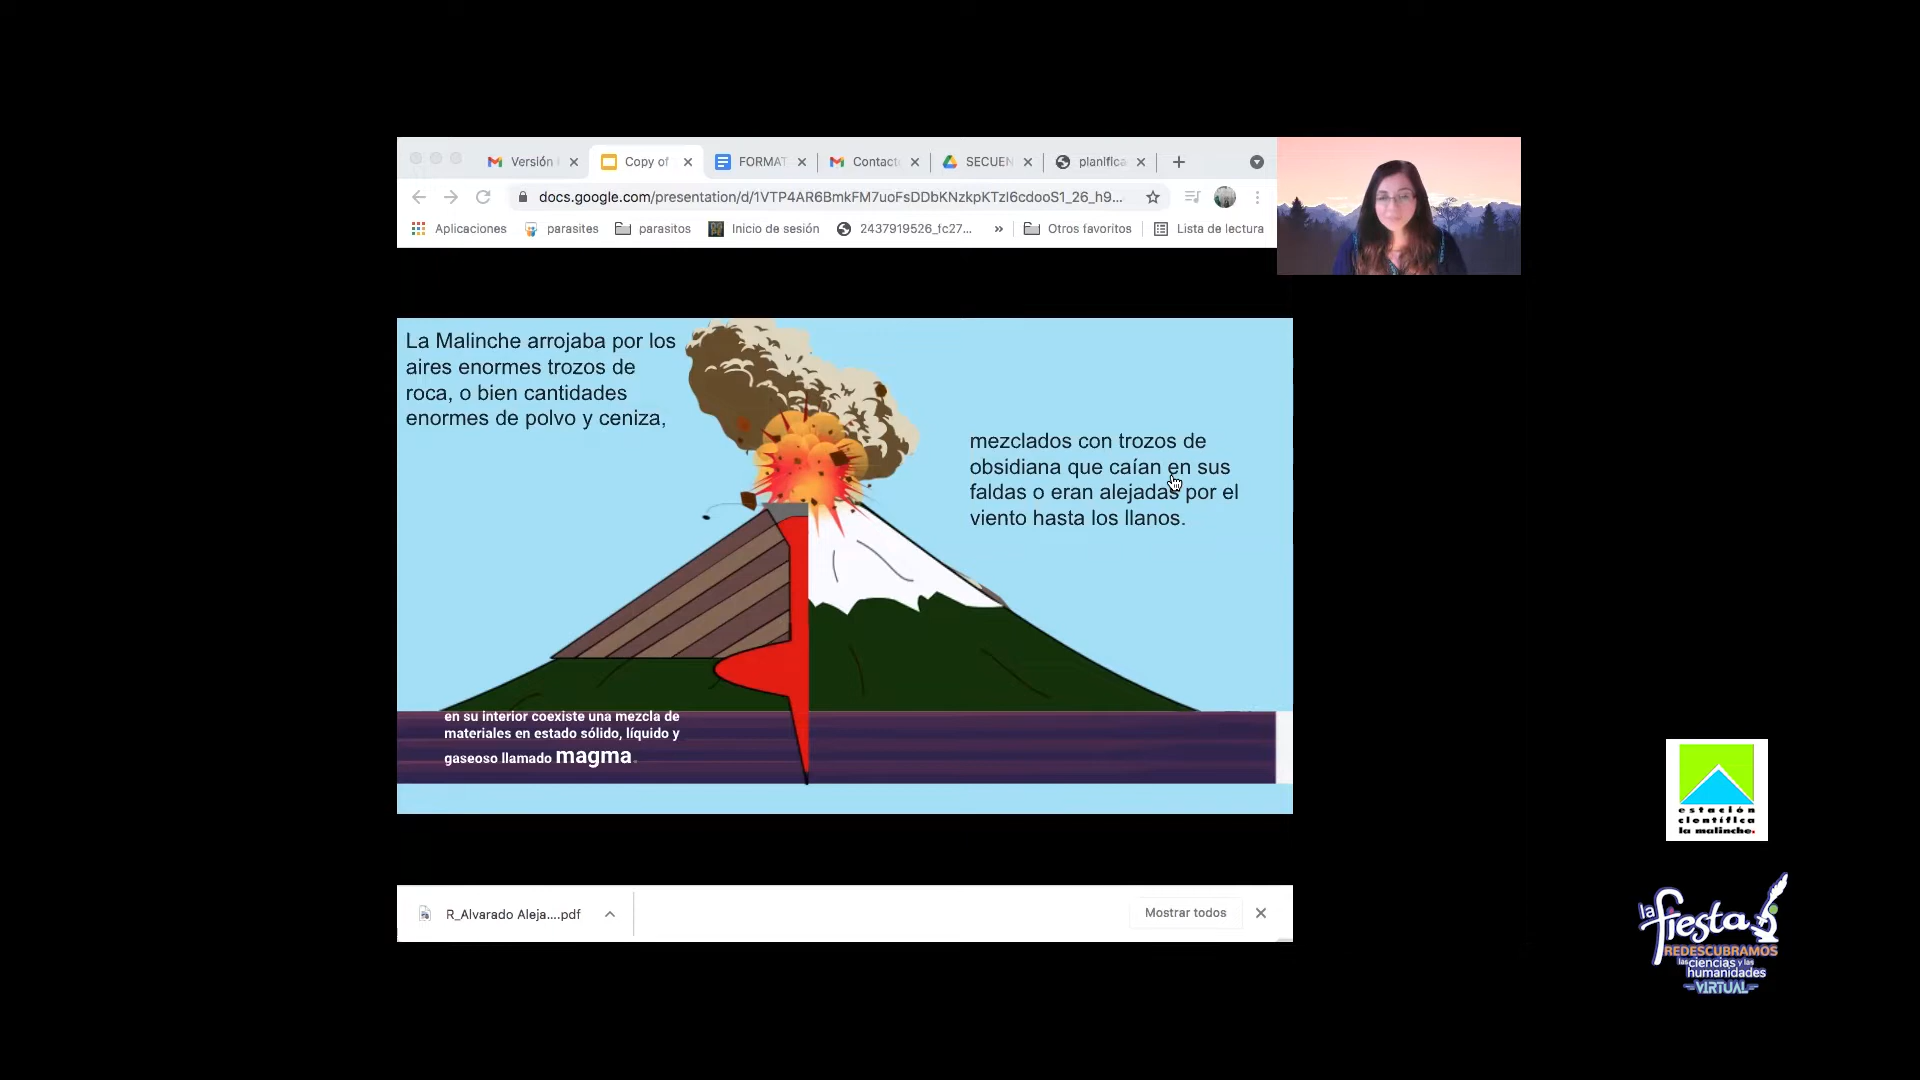 Versión
Copy of
FORMAT
Contact
SECUEN
planifica
docs.google.com/presentation/d/1VTP4AR6BmkFM7uoFsDDbKNzkpKTzI6cdooS1_26_h9...
Aplicaciones
parasites
parasitos
Inicio de sesión
2437919526_fc27...
»
Otros favoritos
Lista de lectura
La Malinche arrojaba por los
aires enormes trozos de
roca, o bien cantidades
enormes de polvo y ceniza,
mezclados con trozos de
obsidiana que caían en sus
faldas o eran alejadas por el
viento hasta los llanos.
en su interior coexiste una mezcla de
materiales en estado sólido, líquido y
gaseoso llamado magma.
R_Alvarado Aleja....pdf
Mostrar todos
estación
científica
la malinche.
la fiesta
REDESCUBRAMOS
las ciencias y las
humanidades
VIRTUAL